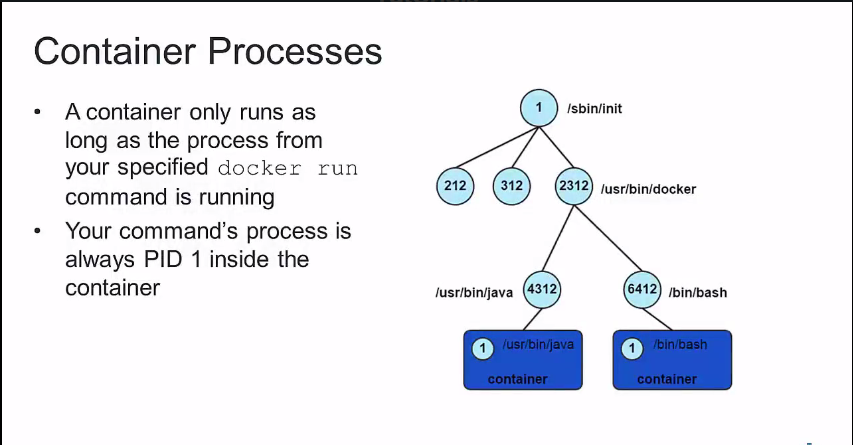 Container Processes
• A container only runs as
long as the process from
your specified docker run
command is running
• Your command's process is
always PID 1 inside the
container
1 /sbin/init
212 312 2312 /usr/bin/docker
/usr/bin/java 4312 6412 /bin/bash
1 /usr/bin/java 1 /bin/bash
container container